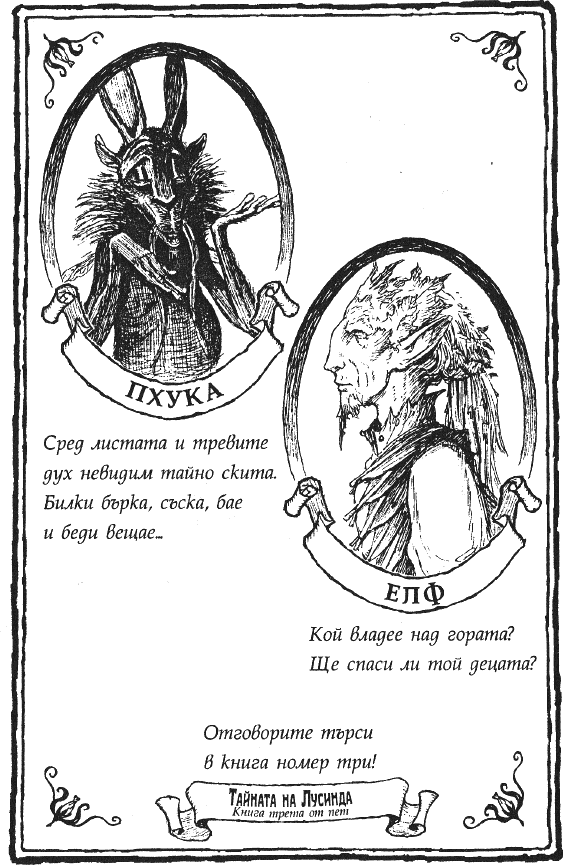 ПХУКА
Сред листата и тревите
дух невидим тайно скита.
Билки бърка, съска, бае
и беди вещае...
ЕЛФ
Кой владее над гората?
Ще спаси ли той децата?
Отговорите търси
в книга номер три!
ТАЙНАТА НА ЛУСИНДА
Книга трета от пет